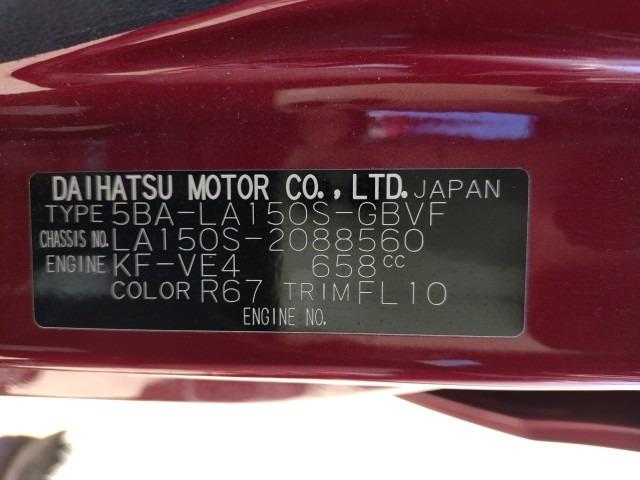 DAIHATSU MOTOR CO., LTD. JAPAN
TYPE 5BA-LA150S-GBVF
CHASSIS NO. LA150S-2088560
ENGINE KF-VE4 658cc
COLOR R67 TRIM FL10
ENGINE NO.